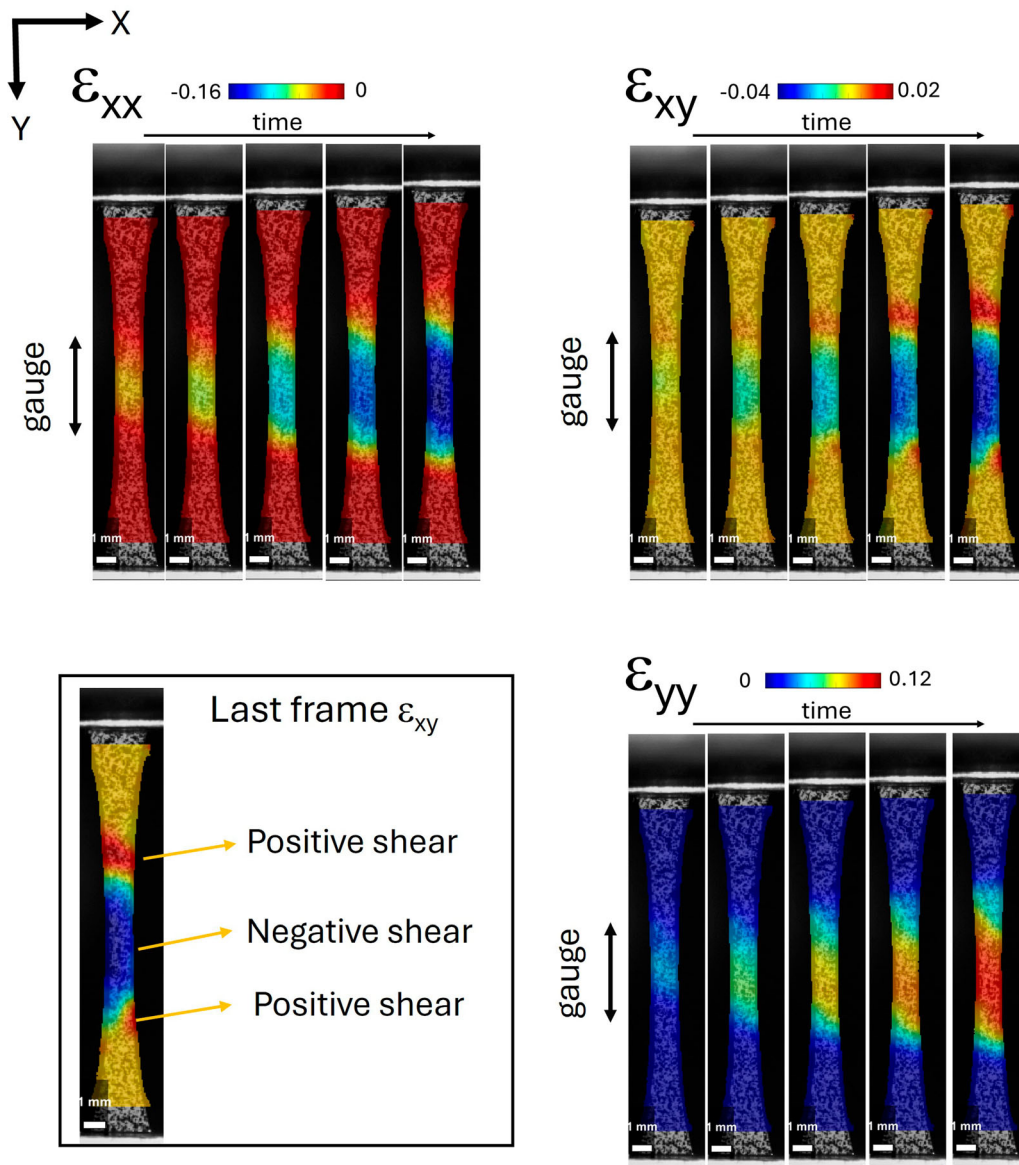 X
Y
εxx
-0.16 0
time
gauge
1 mm
1 mm
1 mm
1 mm
1 mm
εxy
-0.04 0.02
time
gauge
1 mm
1 mm
1 mm
1 mm
1 mm
Last frame εxy
Positive shear
Negative shear
Positive shear
1 mm
εyy
0 0.12
time
gauge
1 mm
1 mm
1 mm
1 mm
1 mm